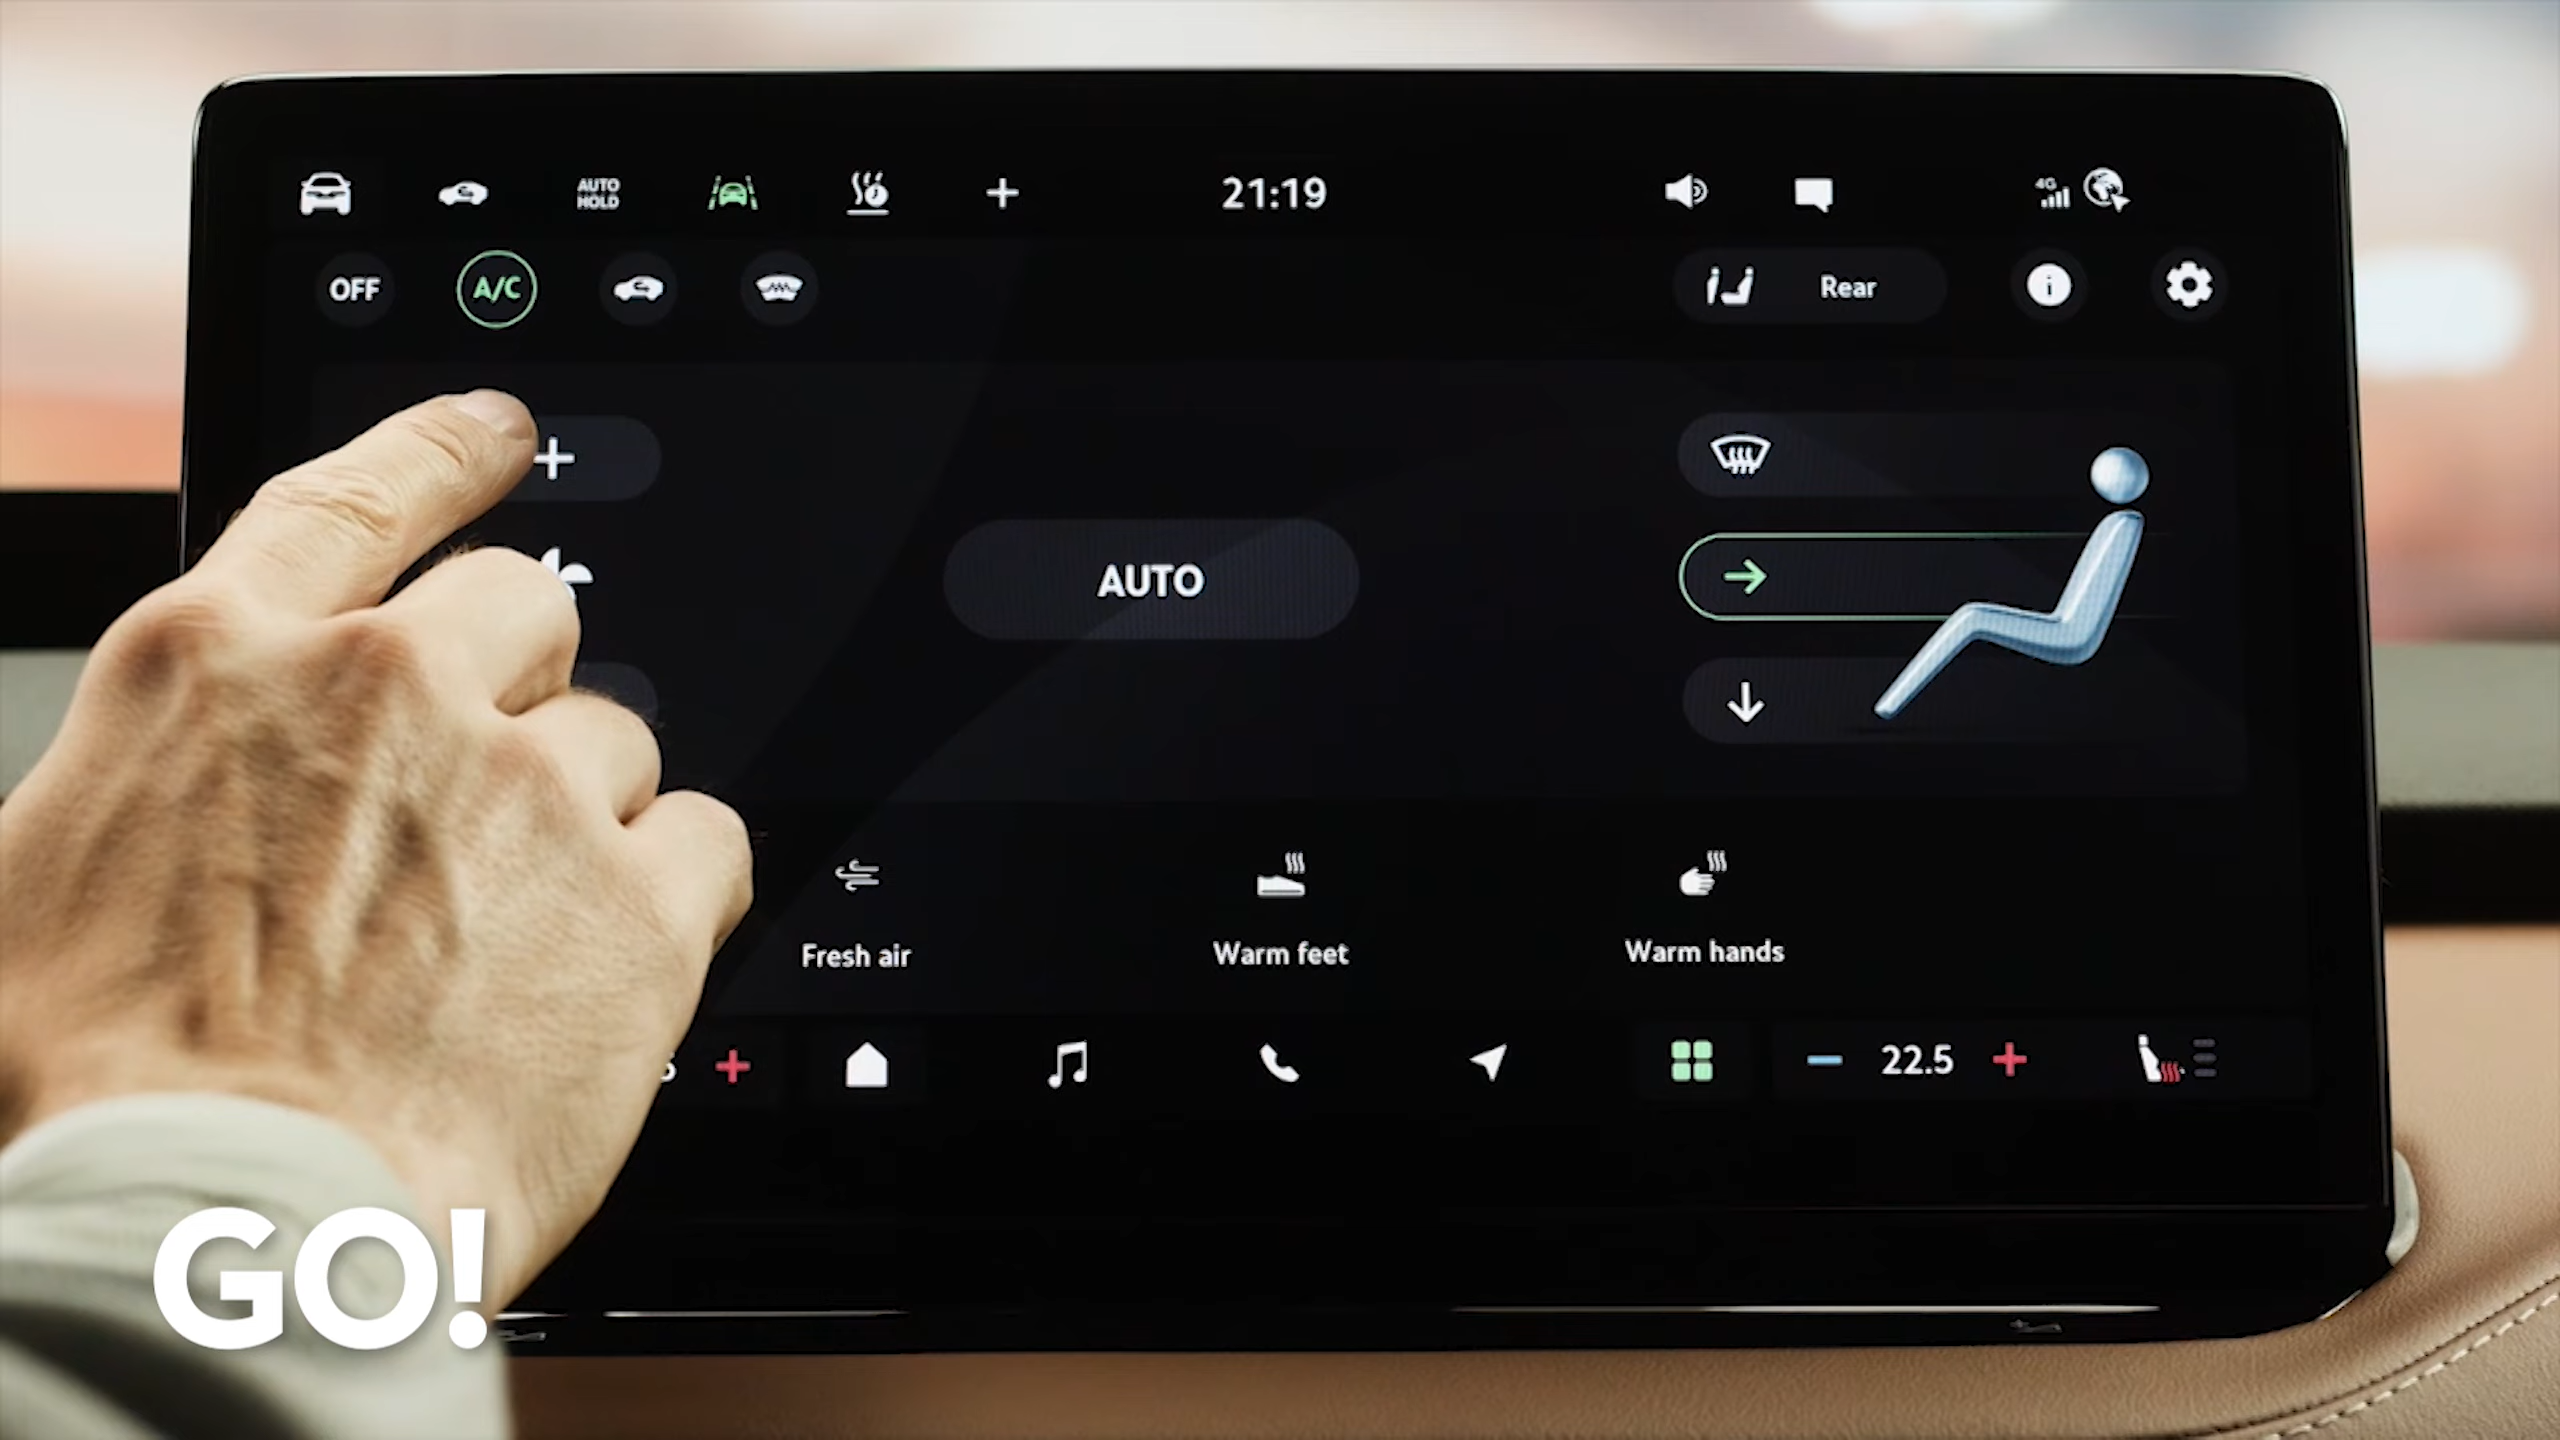 AUTO
HOLD
21:19
4G
OFF
A/C
Rear
AUTO
Fresh air
Warm feet
Warm hands
22.5
GO!